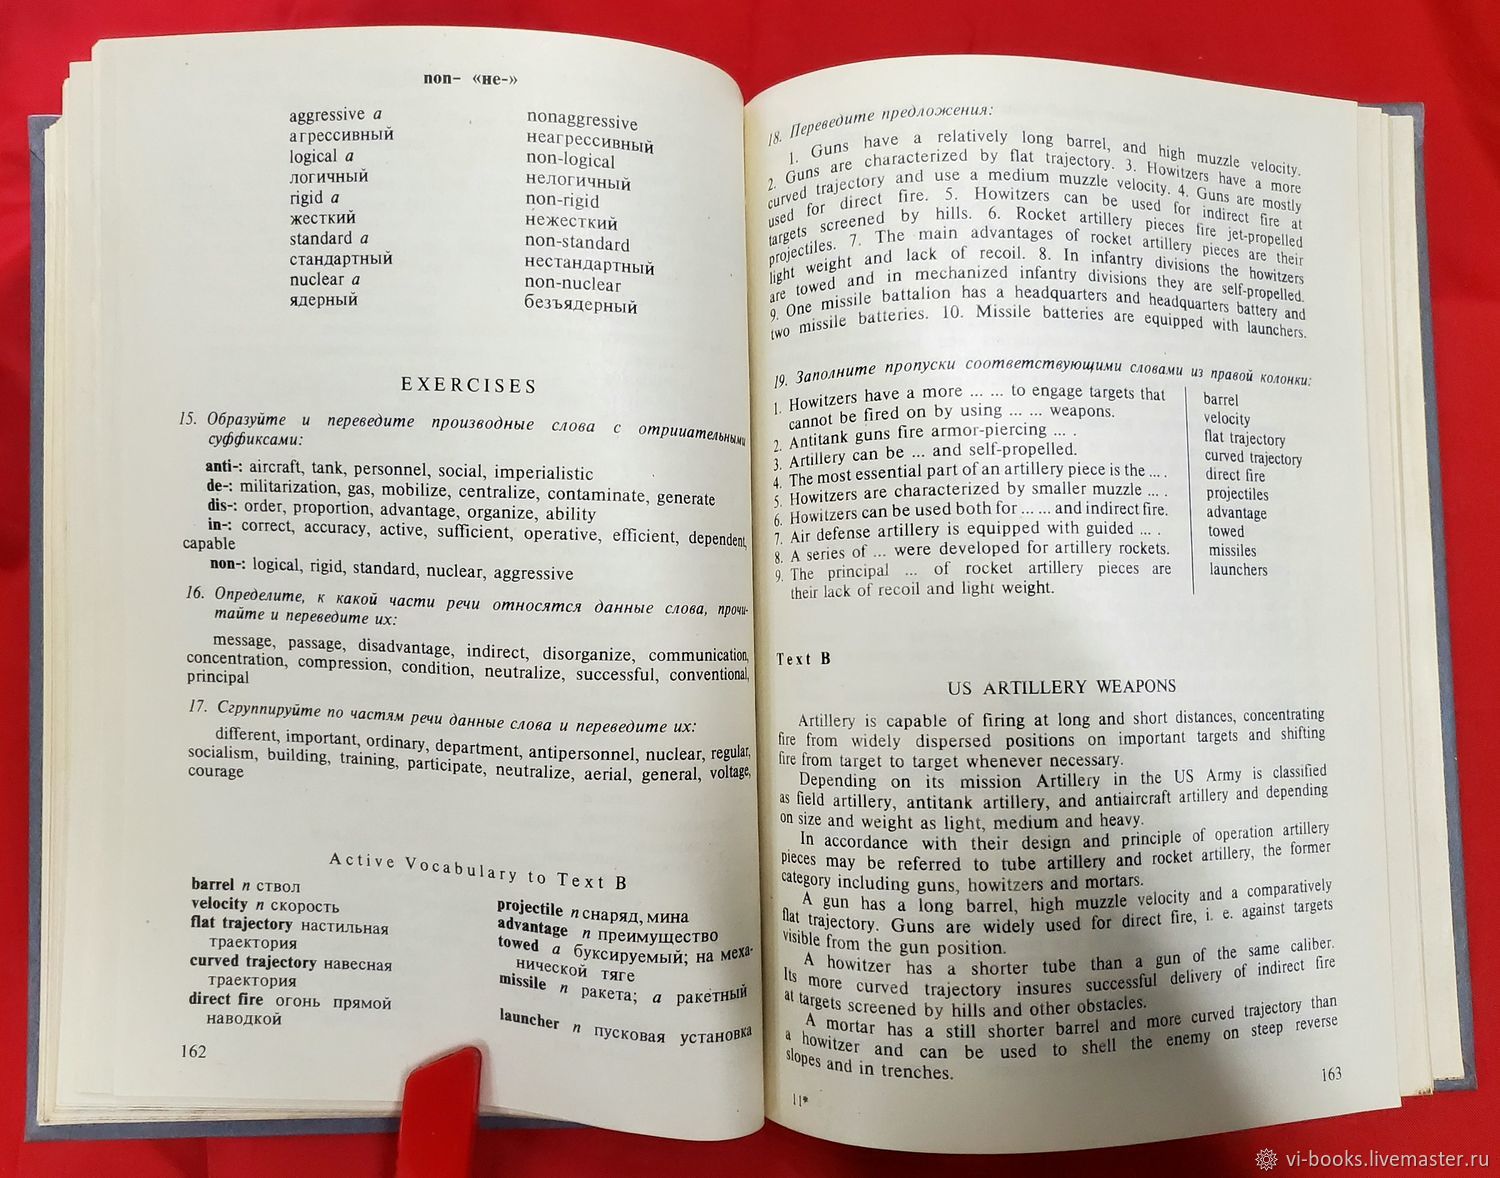 non- «не-»
aggressive a nonaggressive
агрессивный неагрессивный
logical a non-logical
логичный нелогичный
rigid a non-rigid
жесткий нежесткий
standard a non-standard
стандартный нестандартный
nuclear a non-nuclear
ядерный безъядерный
EXERCISES
15. Образуйте и переведите производные слова с отрицательными
суффиксами:
anti-: aircraft, tank, personnel, social, imperialistic
de-: militarization, gas, mobilize, centralize, contaminate, generate
dis-: order, proportion, advantage, organize, ability
in-: correct, accuracy, active, sufficient, operative, efficient, dependent,
capable
non-: logical, rigid, standard, nuclear, aggressive
16. Определите, к какой части речи относятся данные слова, прочи-
тайте и переведите их:
message, passage, disadvantage, indirect, disorganize, communication,
concentration, compression, condition, neutralize, successful, conventional,
principal
17. Сгруппируйте по частям речи данные слова и переведите их:
different, important, ordinary, department, antipersonnel, nuclear, regular,
socialism, building, training, participate, neutralize, aerial, general, voltage,
courage
Active Vocabulary to Text B
barrel n ствол
velocity n скорость
flat trajectory настильная
траектория
curved trajectory навесная
траектория
direct fire огонь прямой
наводкой
projectile n снаряд, мина
advantage n преимущество
towed a буксируемый; на меха-
нической тяге
missile n ракета; a ракетный
launcher n пусковая установка
162
18. Переведите предложения:
1. Guns have a relatively long barrel, and high muzzle velocity.
2. Guns are characterized by flat trajectory. 3. Howitzers have a more
curved trajectory and use a medium muzzle velocity. 4. Guns are mostly
used for direct fire. 5. Howitzers can be used for indirect fire at
targets screened by hills. 6. Rocket artillery pieces fire jet-propelled
projectiles. 7. The main advantages of rocket artillery pieces are their
light weight and lack of recoil. 8. In infantry divisions the howitzers
are towed and in mechanized infantry divisions they are self-propelled.
9. One missile battalion has a headquarters and headquarters battery and
two missile batteries. 10. Missile batteries are equipped with launchers.
19. Заполните пропуски соответствующими словами из правой колонки:
1. Howitzers have a more ... ... to engage targets that
cannot be fired on by using ... ... weapons.
2. Antitank guns fire armor-piercing ... .
3. Artillery can be ... and self-propelled.
4. The most essential part of an artillery piece is the ... .
5. Howitzers are characterized by smaller muzzle ... .
6. Howitzers can be used both for ... ... and indirect fire.
7. Air defense artillery is equipped with guided ... .
8. A series of ... were developed for artillery rockets.
9. The principal ... of rocket artillery pieces are
their lack of recoil and light weight.
barrel
velocity
flat trajectory
curved trajectory
direct fire
projectiles
advantage
towed
missiles
launchers
Text B
US ARTILLERY WEAPONS
Artillery is capable of firing at long and short distances, concentrating
fire from widely dispersed positions on important targets and shifting
fire from target to target whenever necessary.
Depending on its mission Artillery in the US Army is classified
as field artillery, antitank artillery, and antiaircraft artillery and depending
on size and weight as light, medium and heavy.
In accordance with their design and principle of operation artillery
pieces may be referred to tube artillery and rocket artillery, the former
category including guns, howitzers and mortars.
A gun has a long barrel, high muzzle velocity and a comparatively
flat trajectory. Guns are widely used for direct fire, i. e. against targets
visible from the gun position.
A howitzer has a shorter tube than a gun of the same caliber.
Its more curved trajectory insures successful delivery of indirect fire
at targets screened by hills and other obstacles.
A mortar has a still shorter barrel and more curved trajectory than
a howitzer and can be used to shell the enemy on steep reverse
slopes and in trenches.
11*
163
vi-books.livemaster.ru